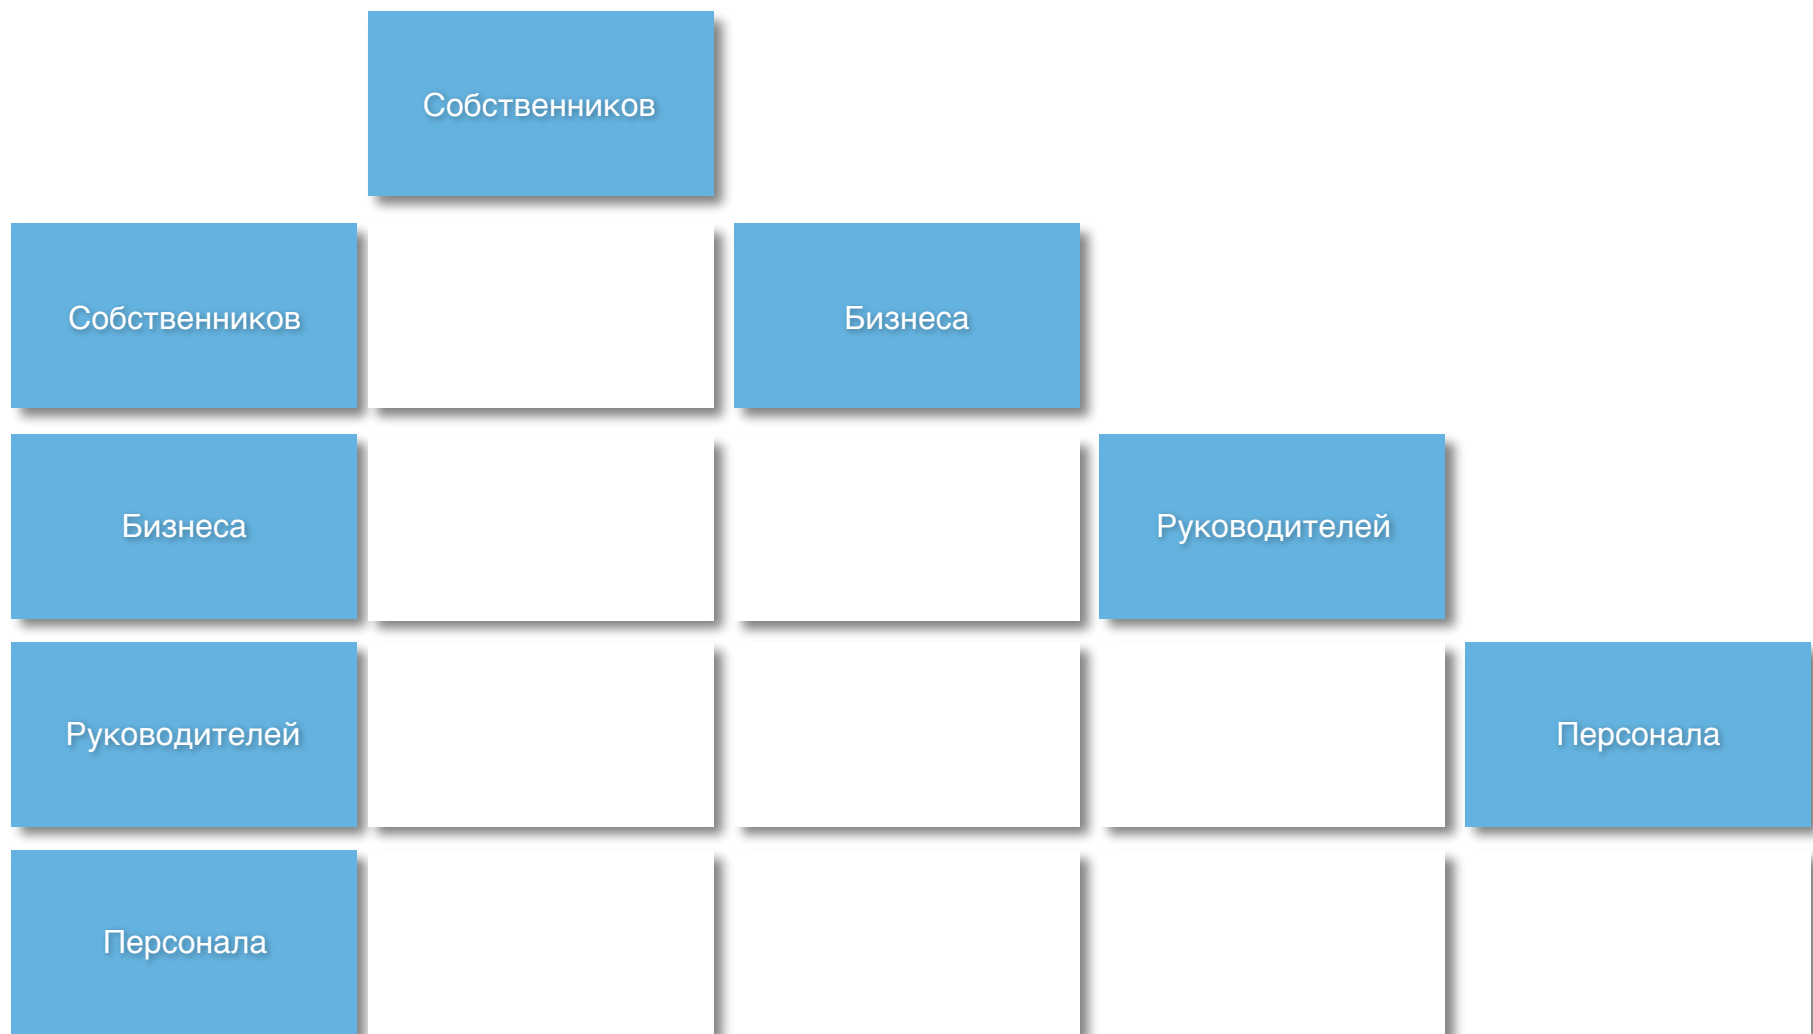 Собственников
Собственников
Бизнеса
Бизнеса
Руководителей
Руководителей
Персонала
Персонала